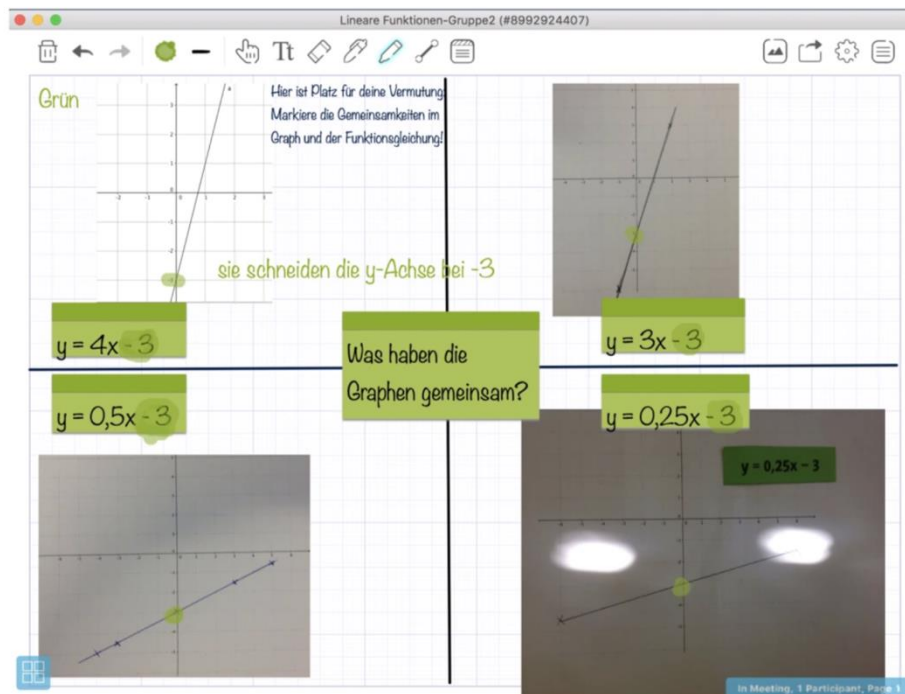 Lineare Funktionen-Gruppe2 (#8992924407)
Tt
Grün
Hier ist Platz für deine Vermutung
Markiere die Gemeinsamkeiten im
Graph und der Funktionsgleichung!
sie schneiden die y-Achse bei -3
y = 4x - 3
y = 3x - 3
Was haben die
Graphen gemeinsam?
y = 0,5x - 3
y = 0,25x - 3
y = 0,25x - 3
In Meeting, 1 Participant, Page 1